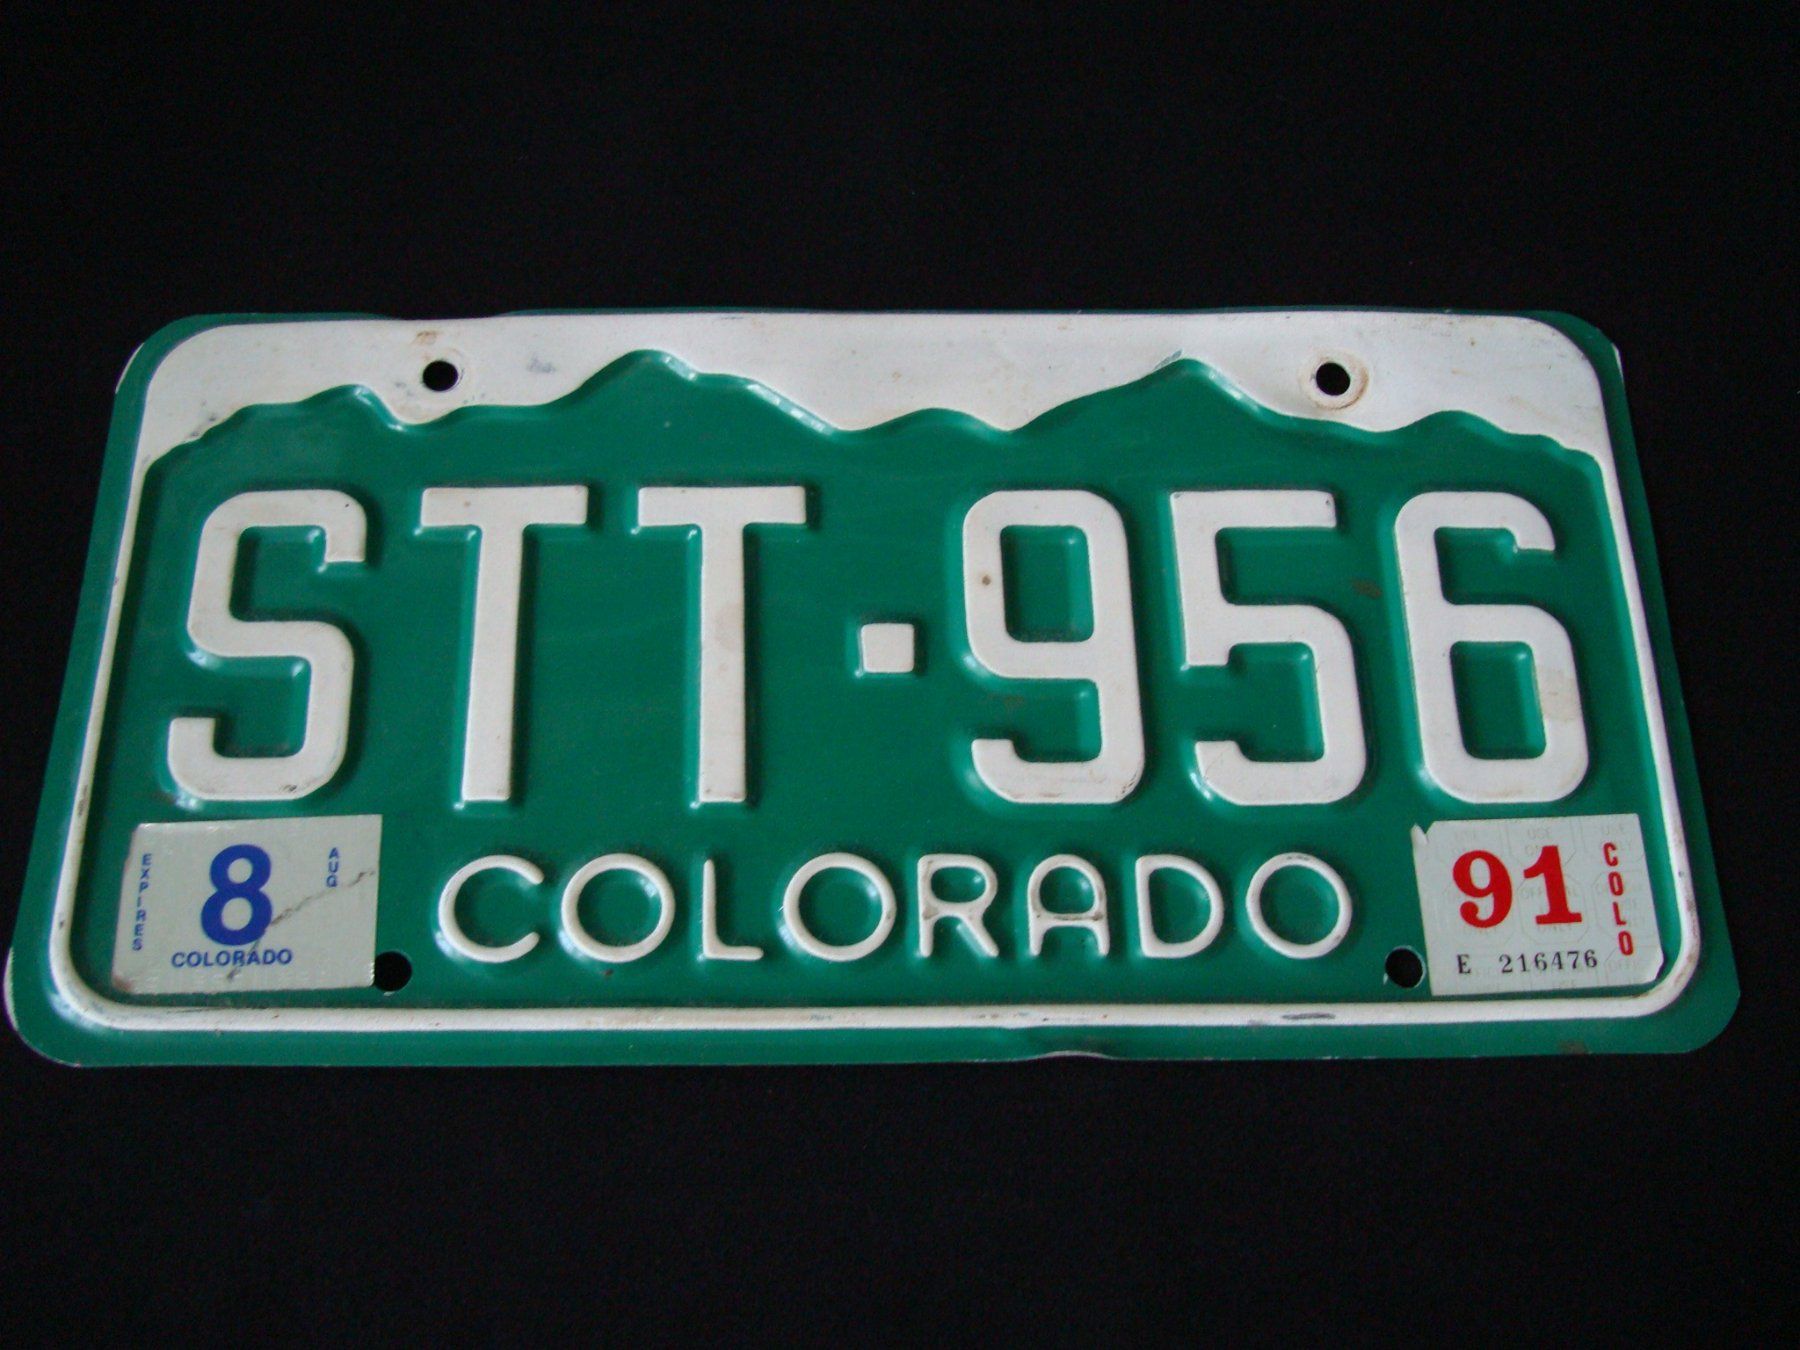 STT·956
EXPIRES
8
AUG
COLORADO
COLORADO
91
COLO
E 216476